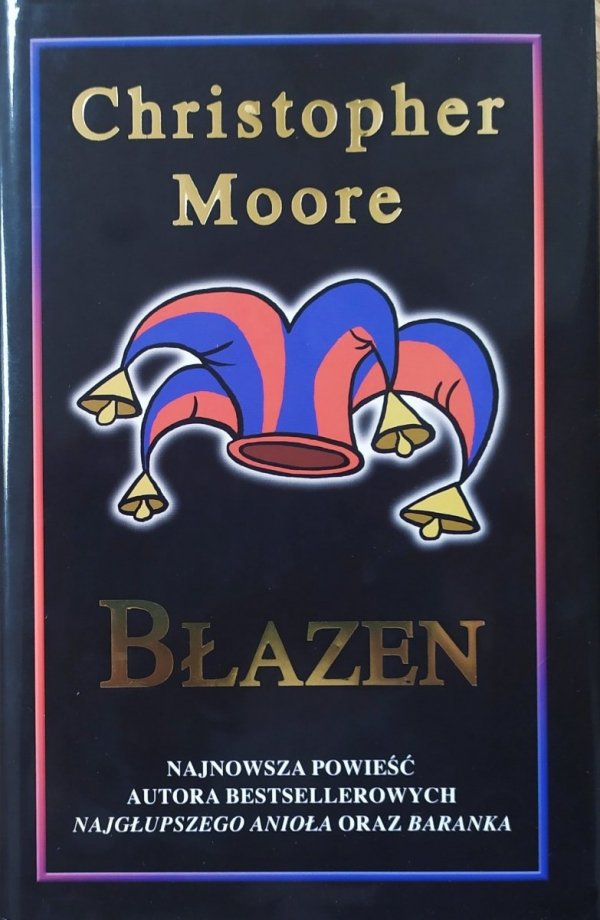 Christopher
Moore
BŁAZEN
NAJNOWSZA POWIEŚĆ
AUTORA BESTSELLEROWYCH
NAJGŁUPSZEGO ANIOŁA ORAZ BARANKA